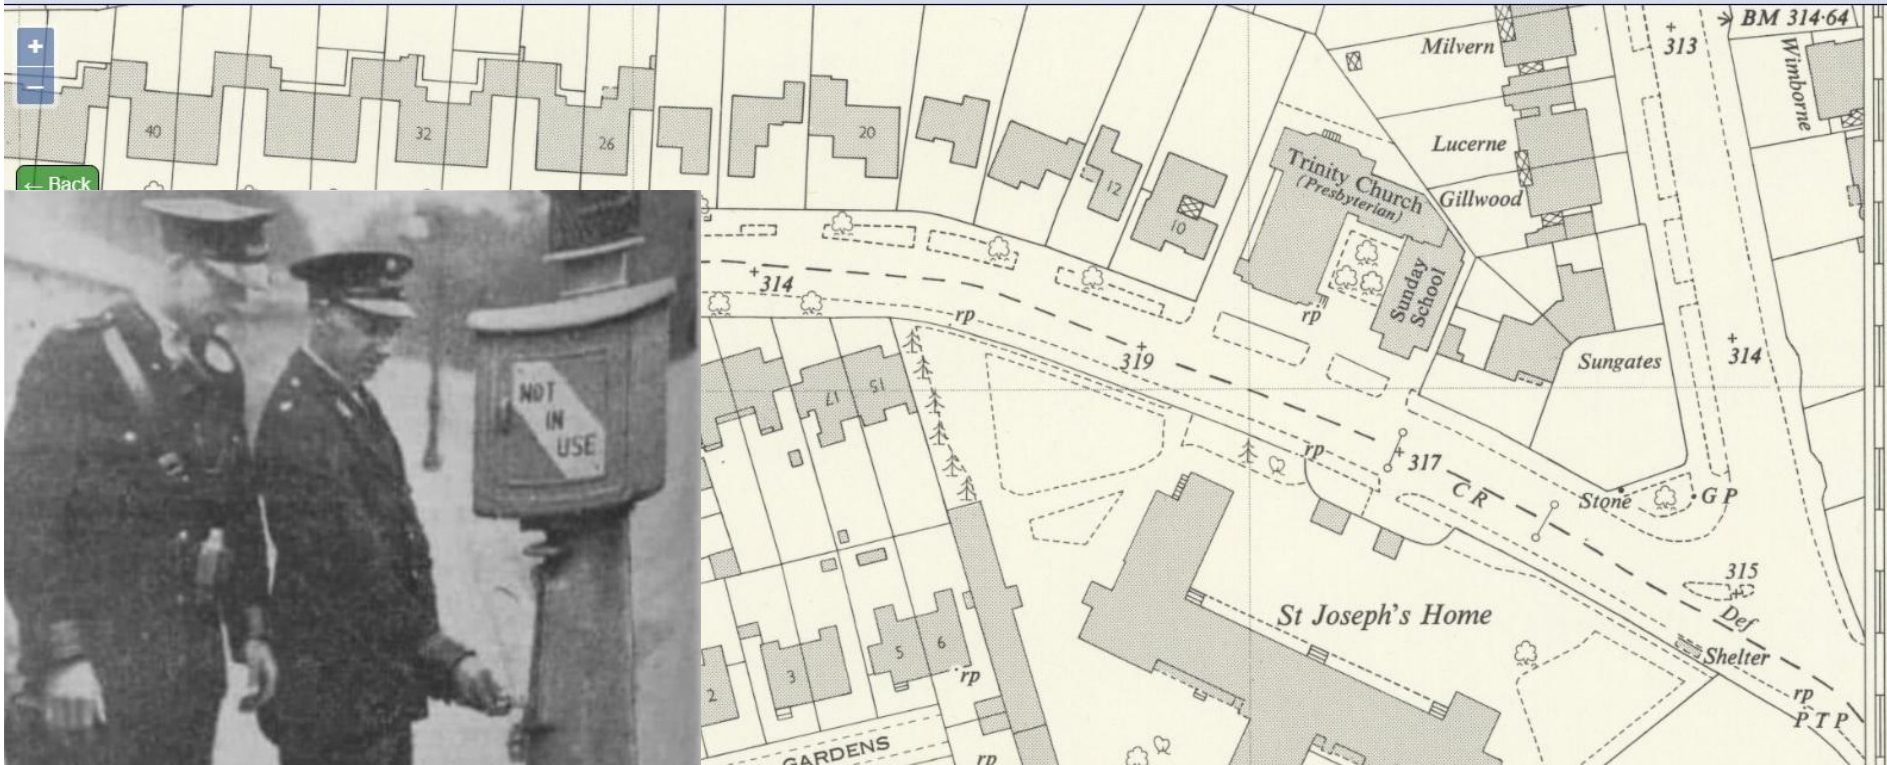 +
−
← Back
40
32
26
20
12
10
Trinity Church
(Presbyterian)
Sunday
School
Milvern
Lucerne
Gillwood
Sungates
Wimborne
BM 314·64
313
314
314
319
317
315
rp
rp
rp
rp
rp
rp
C R
Stone
G P
Def
Shelter
P T P
St Joseph's Home
17
15
2
3
5
6
GARDENS
NOT
IN
USE